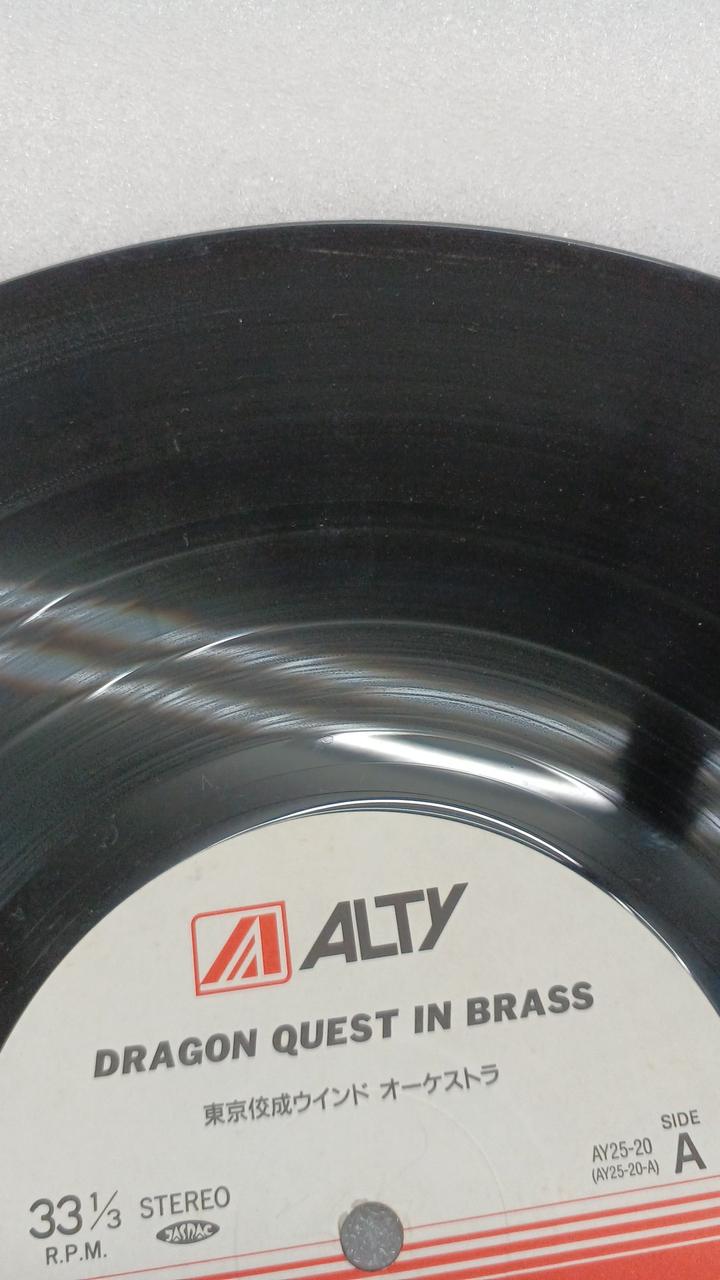 ALTY
DRAGON QUEST IN BRASS
東京佼成ウインド オーケストラ
SIDE
AY25-20 A
(AY25-20-A)
33 1/3 STEREO
R.P.M. JASRAC